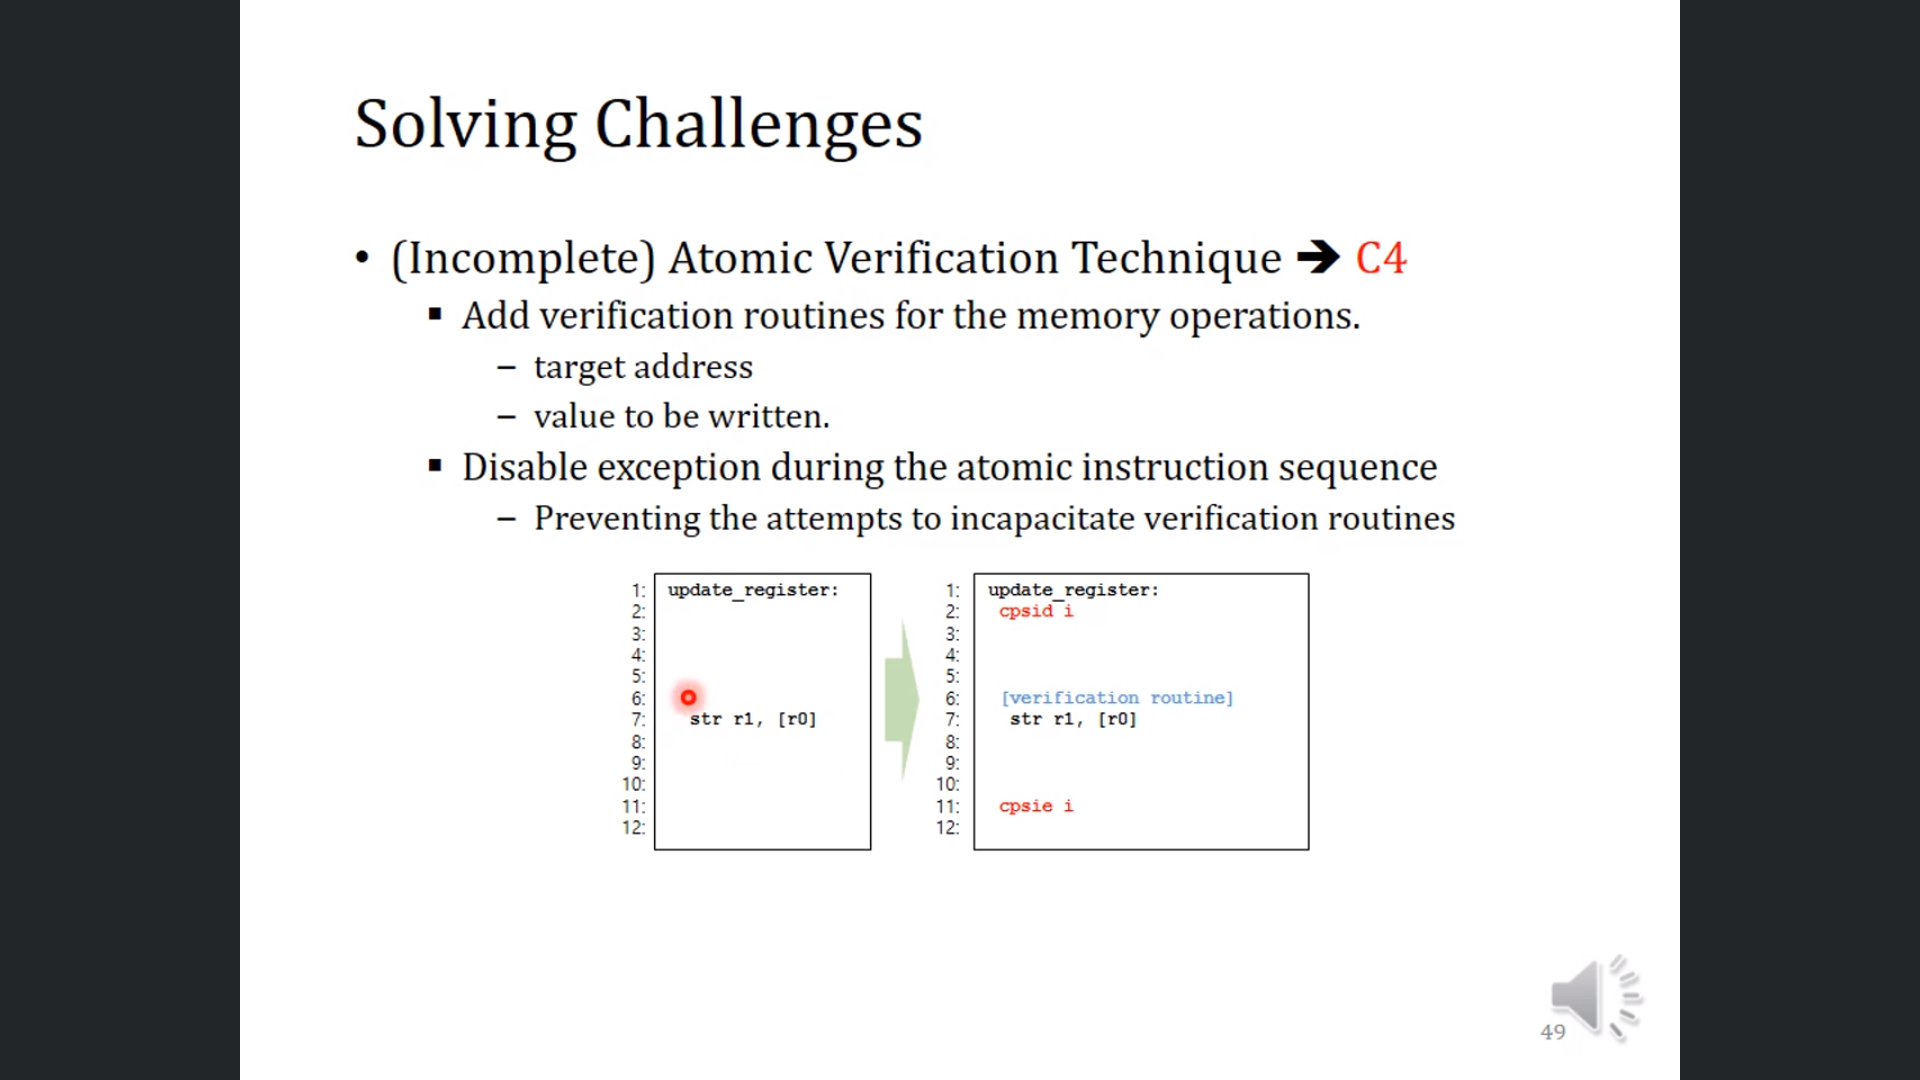 Solving Challenges
• (Incomplete) Atomic Verification Technique ➔ C4
▪ Add verification routines for the memory operations.
– target address
– value to be written.
▪ Disable exception during the atomic instruction sequence
– Preventing the attempts to incapacitate verification routines
1: update_register:
2:
3:
4:
5:
6:
7: str r1, [r0]
8:
9:
10:
11:
12:
1: update_register:
2: cpsid i
3:
4:
5:
6: [verification routine]
7: str r1, [r0]
8:
9:
10:
11: cpsie i
12:
49